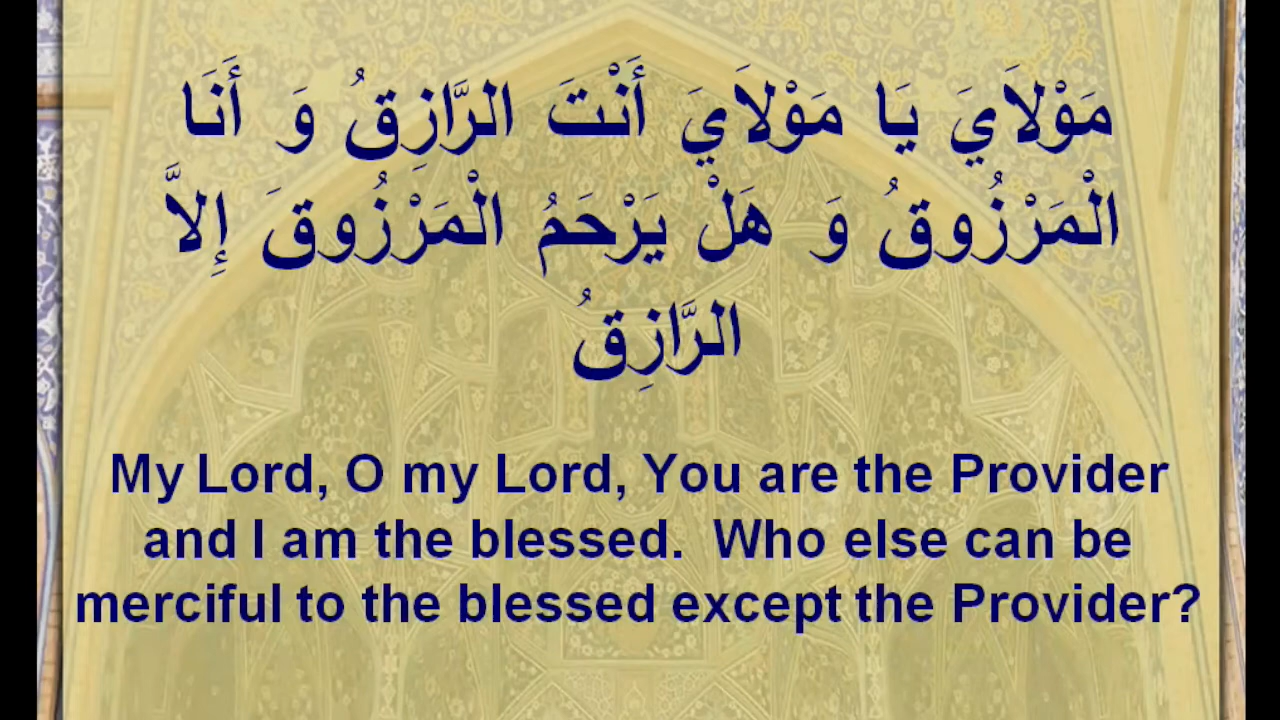 مَوْلاَيَ يَا مَوْلاَيَ أَنْتَ الرَّازِقُ وَ أَنَا
الْمَرْزُوقُ وَ هَلْ يَرْحَمُ الْمَرْزُوقَ إِلاَّ
الرَّازِقُ
My Lord, O my Lord, You are the Provider
and I am the blessed.  Who else can be
merciful to the blessed except the Provider?